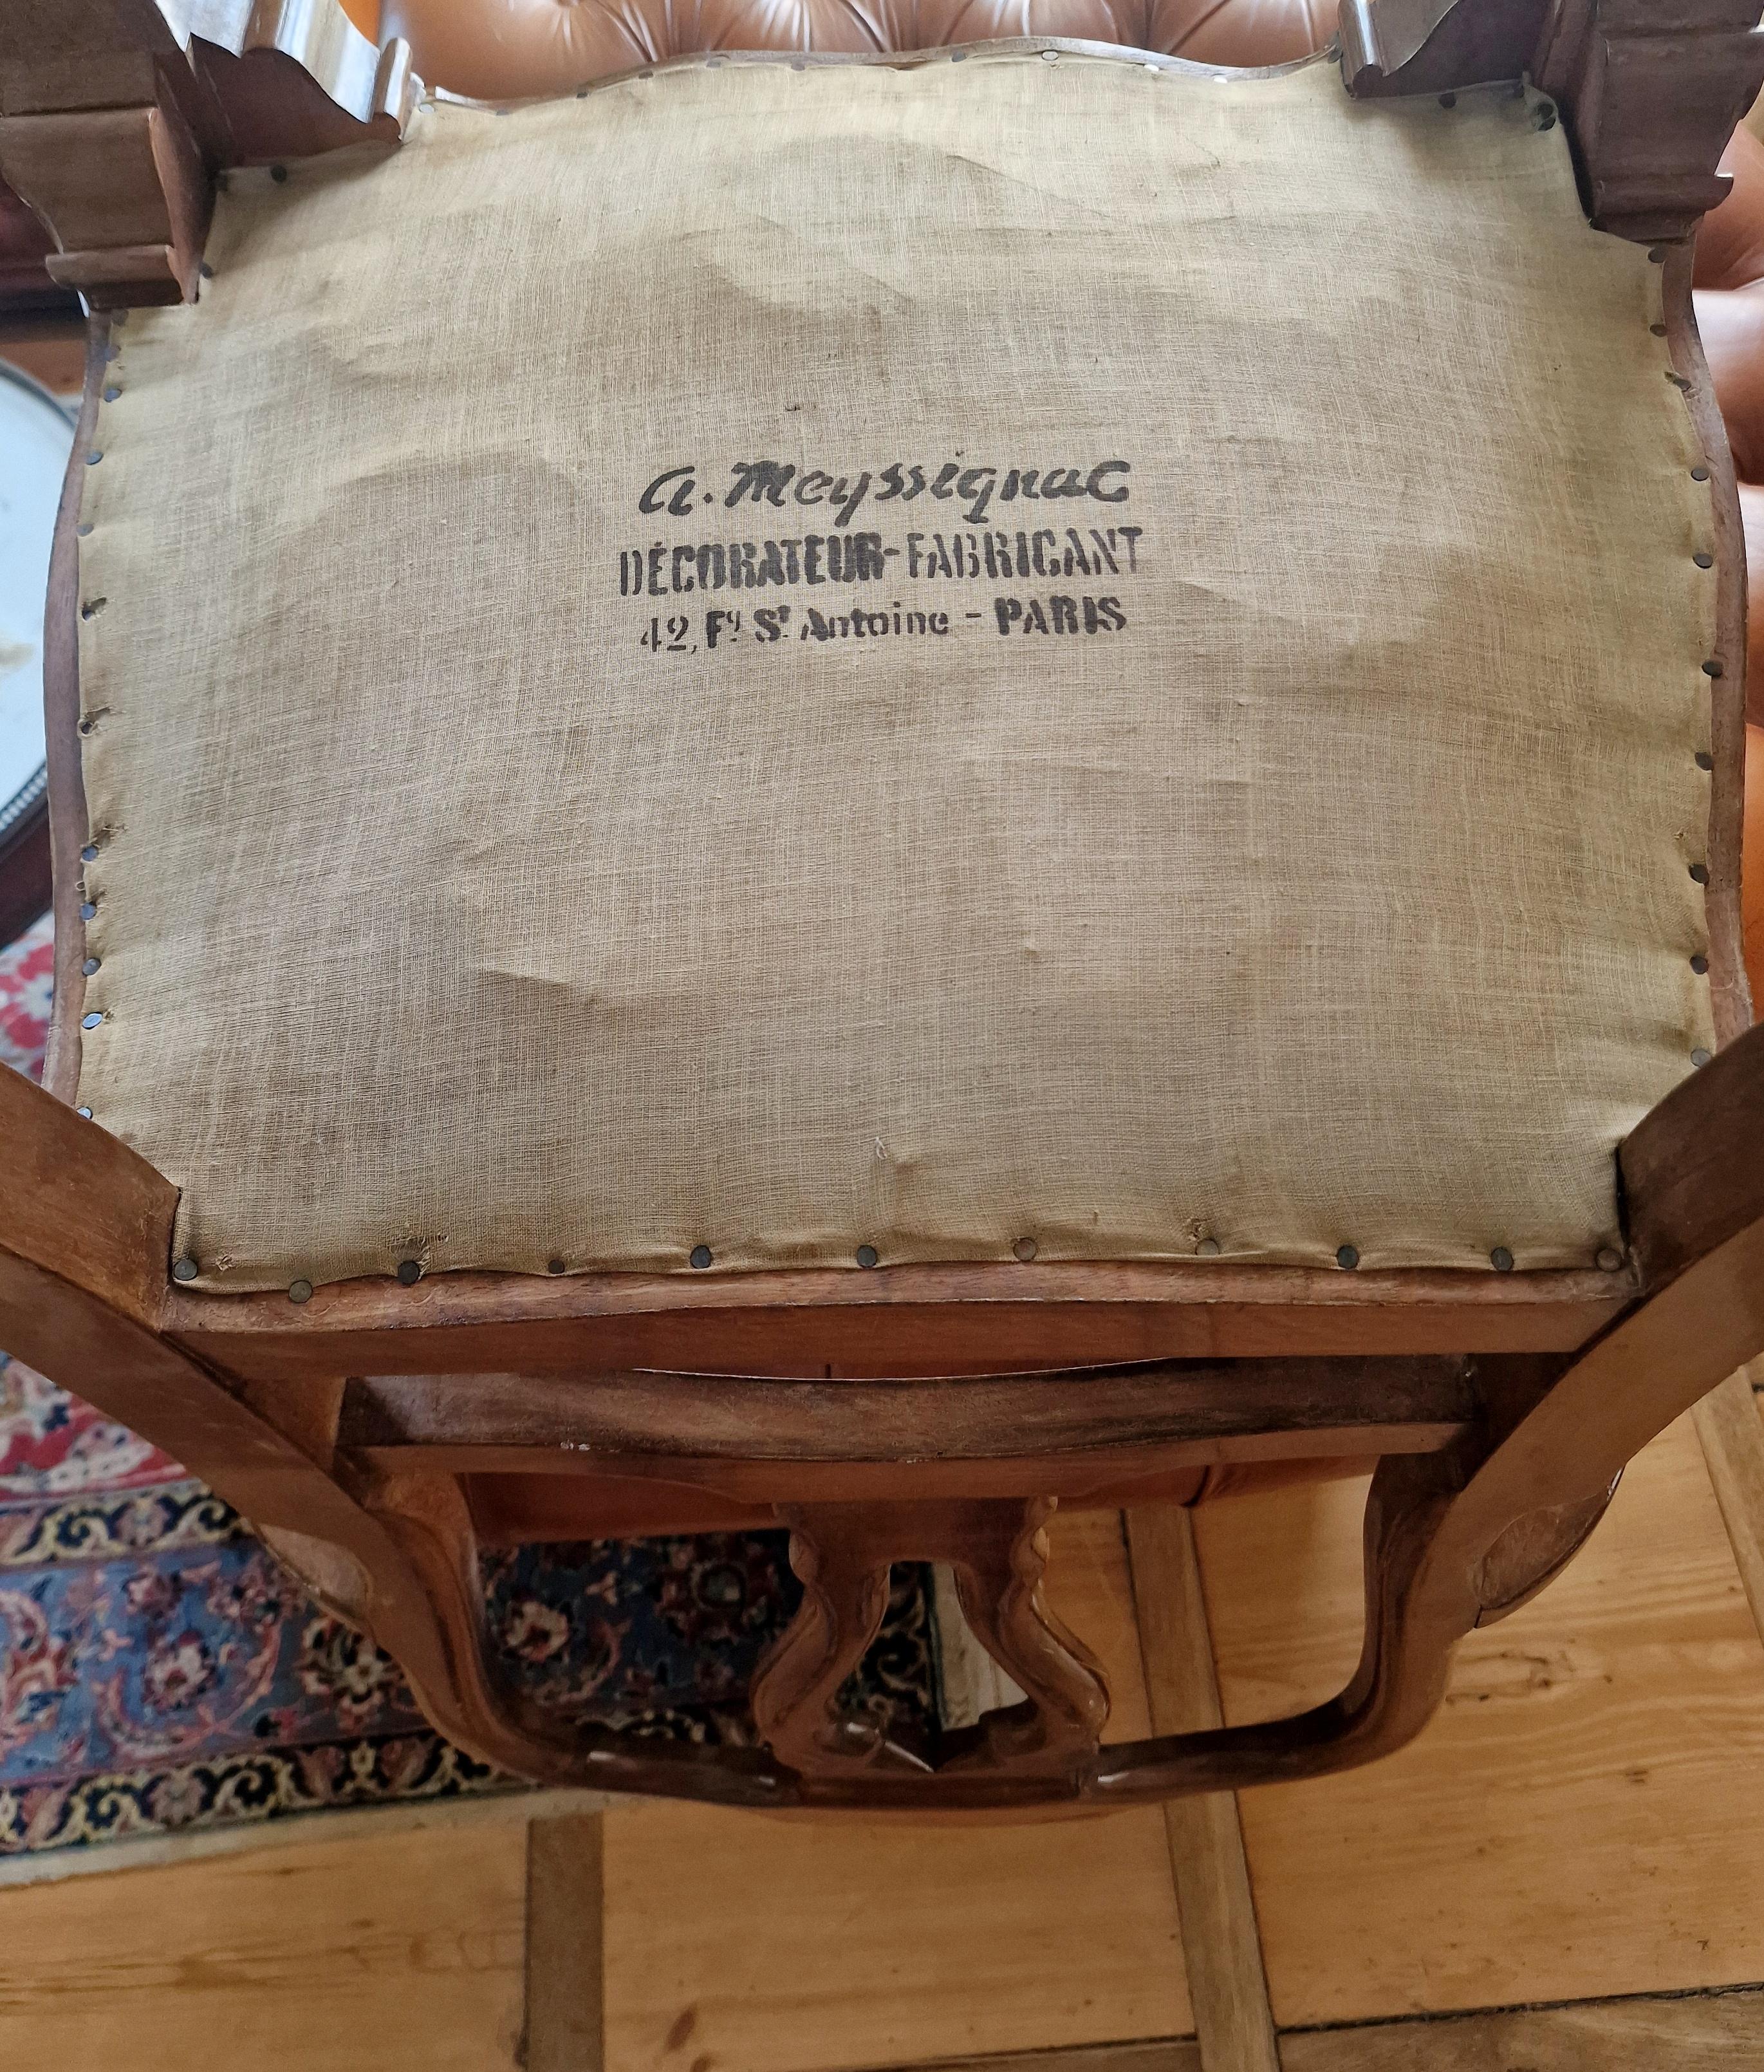 a. Meyssignac
DÉCORATEUR-FABRICANT
42, Fg St Antoine - PARIS